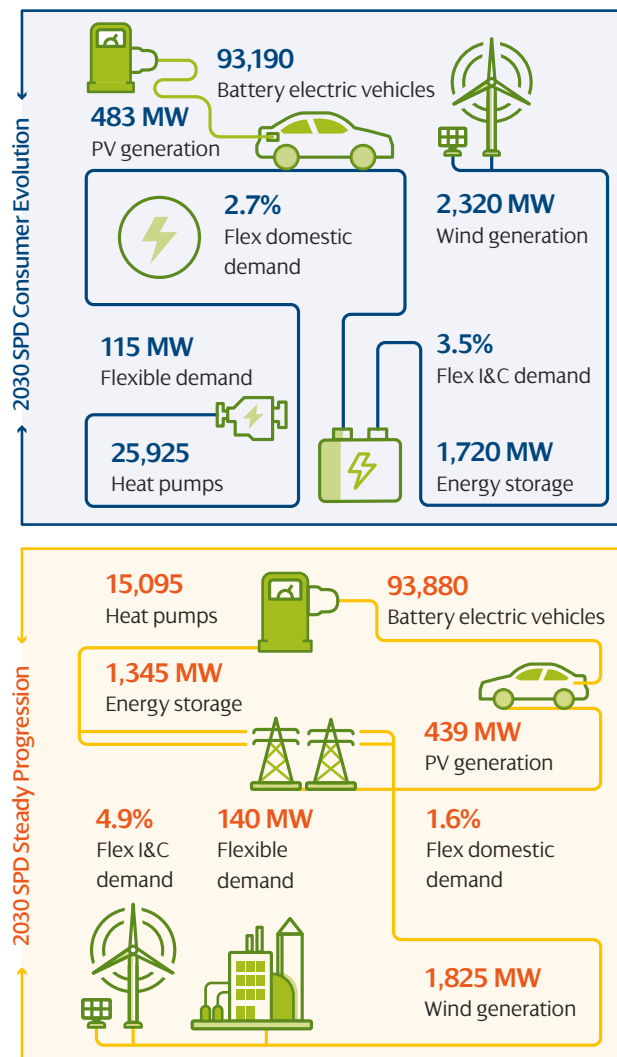 2030 SPD Consumer Evolution
93,190
Battery electric vehicles
483 MW
PV generation
2.7%
Flex domestic
demand
2,320 MW
Wind generation
115 MW
Flexible demand
3.5%
Flex I&C demand
25,925
Heat pumps
1,720 MW
Energy storage
2030 SPD Steady Progression
15,095
Heat pumps
93,880
Battery electric vehicles
1,345 MW
Energy storage
439 MW
PV generation
4.9%
Flex I&C
demand
140 MW
Flexible
demand
1.6%
Flex domestic
demand
1,825 MW
Wind generation